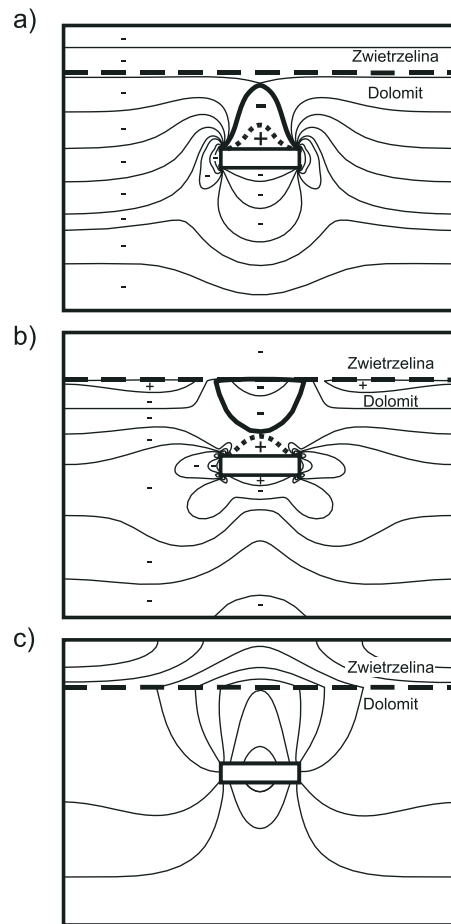 a)
Zwietrzelina
Dolomit
b)
Zwietrzelina
Dolomit
c)
Zwietrzelina
Dolomit